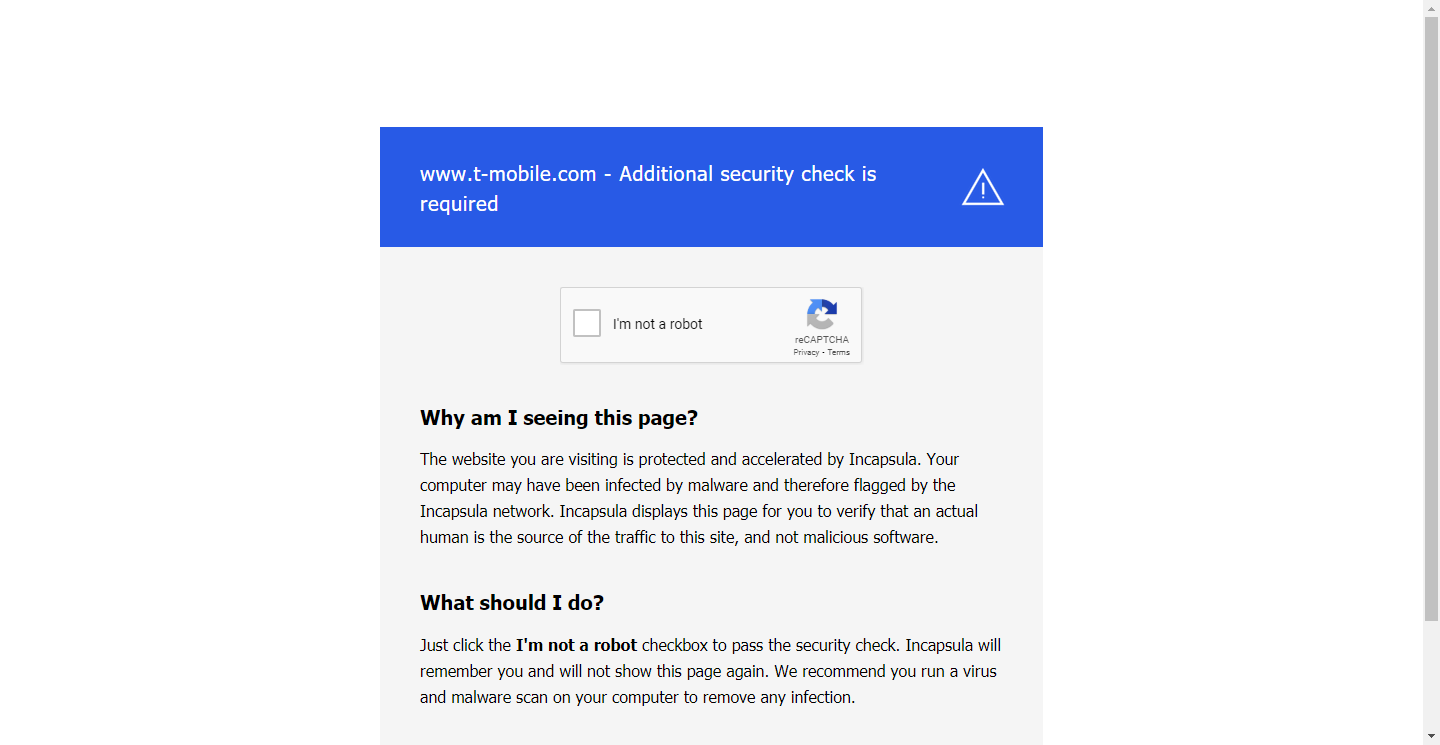 www.t-mobile.com - Additional security check is
required
I'm not a robot
reCAPTCHA
Privacy - Terms
Why am I seeing this page?
The website you are visiting is protected and accelerated by Incapsula. Your
computer may have been infected by malware and therefore flagged by the
Incapsula network. Incapsula displays this page for you to verify that an actual
human is the source of the traffic to this site, and not malicious software.
What should I do?
Just click the I'm not a robot checkbox to pass the security check. Incapsula will
remember you and will not show this page again. We recommend you run a virus
and malware scan on your computer to remove any infection.